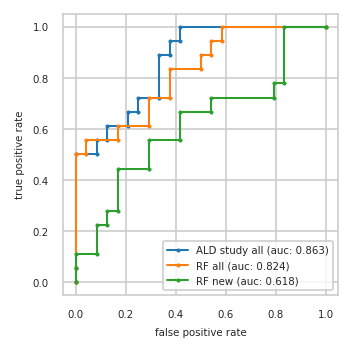 1.0
0.8
0.6
0.4
0.2
0.0
true positive rate
ALD study all (auc: 0.863)
RF all (auc: 0.824)
RF new (auc: 0.618)
0.0 0.2 0.4 0.6 0.8 1.0
false positive rate